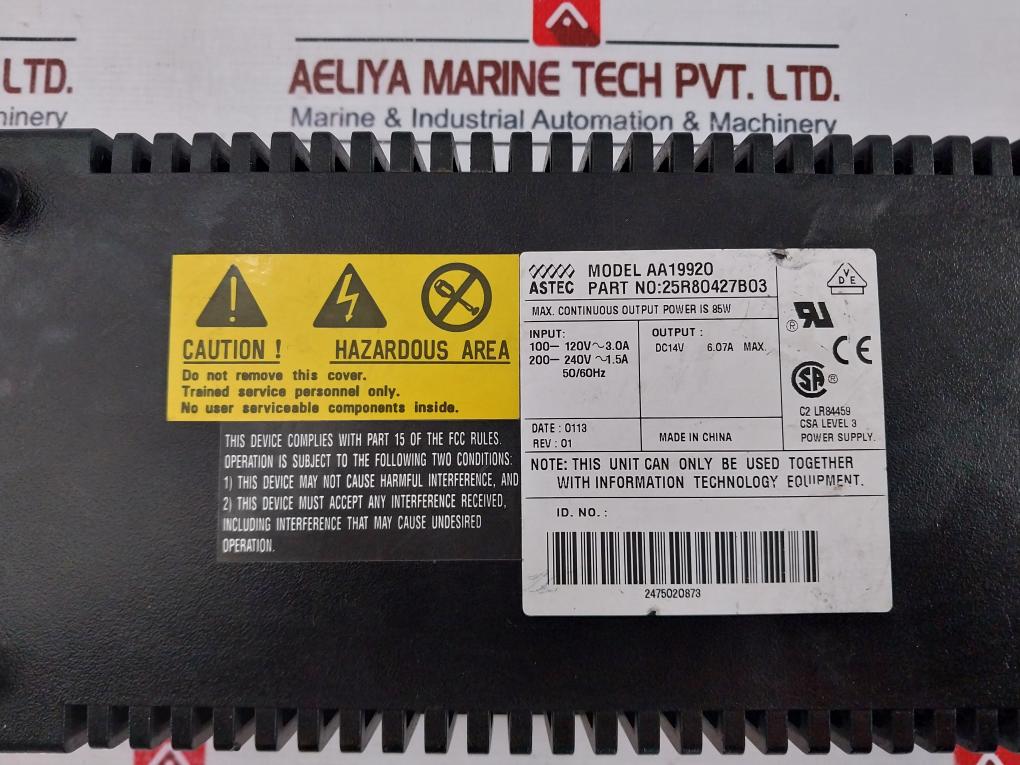 LTD.
AELIYA MARINE TECH PVT. LTD.
hinery
Marine & Industrial Automation & Machinery
CAUTION !
HAZARDOUS AREA
Do not remove this cover.
Trained service personnel only.
No user serviceable components inside.
THIS DEVICE COMPLIES WITH PART 15 OF THE FCC RULES.
OPERATION IS SUBJECT TO THE FOLLOWING TWO CONDITIONS:
1) THIS DEVICE MAY NOT CAUSE HARMFUL INTERFERENCE, AND
2) THIS DEVICE MUST ACCEPT ANY INTERFERENCE RECEIVED,
INCLUDING INTERFERENCE THAT MAY CAUSE UNDESIRED
OPERATION.
ASTEC
MODEL AA19920
PART NO:25R80427B03
MAX. CONTINUOUS OUTPUT POWER IS 85W
INPUT:
100— 120V～3.0A
200— 240V～1.5A
50/60Hz
OUTPUT :
DC14V 6.07A MAX.
DATE : 0113
REV : 01
MADE IN CHINA
VDE
®
CE
SA ®
C2 LR84459
CSA LEVEL 3
POWER SUPPLY.
NOTE: THIS UNIT CAN ONLY BE USED TOGETHER
WITH INFORMATION TECHNOLOGY EQUIPMENT.
ID. NO. :
2475020873